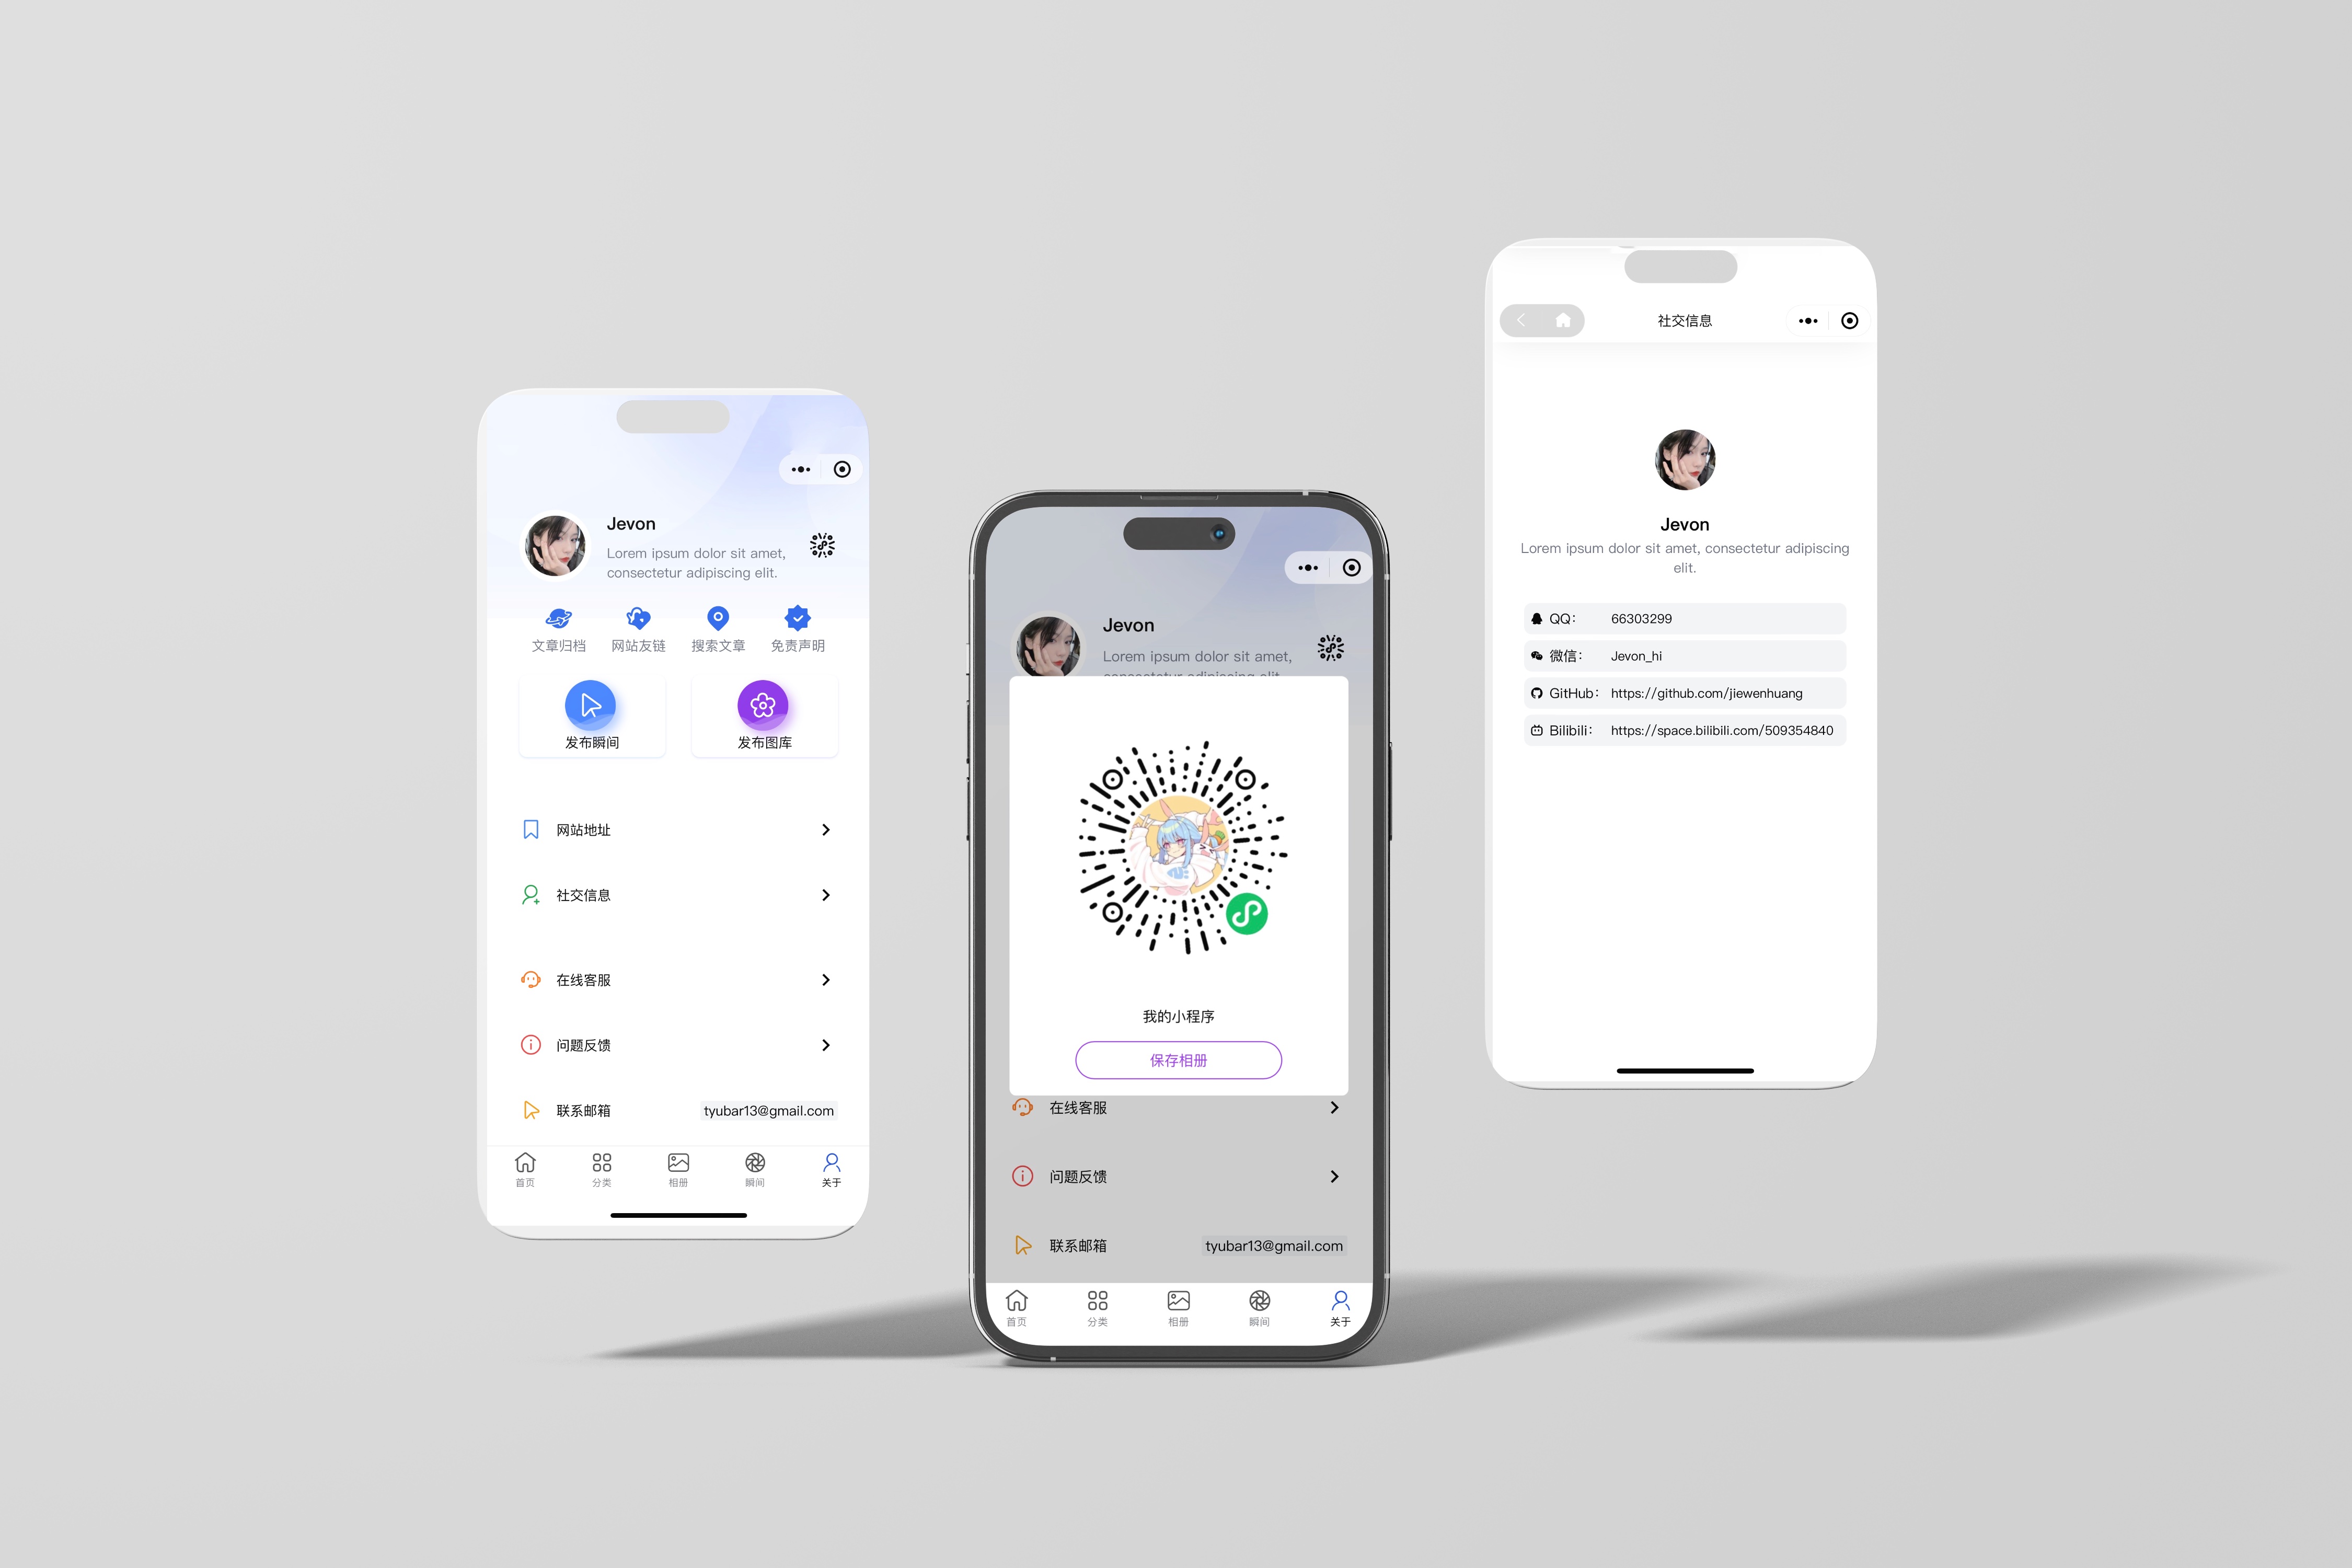 Jevon
Lorem ipsum dolor sit amet,
consectetur adipiscing elit.
文章归档
网站友链
搜索文章
免责声明
发布瞬间
发布图库
网站地址
社交信息
在线客服
问题反馈
联系邮箱
tyubar13@gmail.com
首页
分类
相册
瞬间
关于
Jevon
Lorem ipsum dolor sit amet,
consectetur adipiscing elit.
我的小程序
保存相册
在线客服
问题反馈
联系邮箱
tyubar13@gmail.com
首页
分类
相册
瞬间
关于
社交信息
Jevon
Lorem ipsum dolor sit amet, consectetur adipiscing
elit.
QQ： 66303299
微信： Jevon_hi
GitHub： https://github.com/jiewenhuang
Bilibili： https://space.bilibili.com/509354840